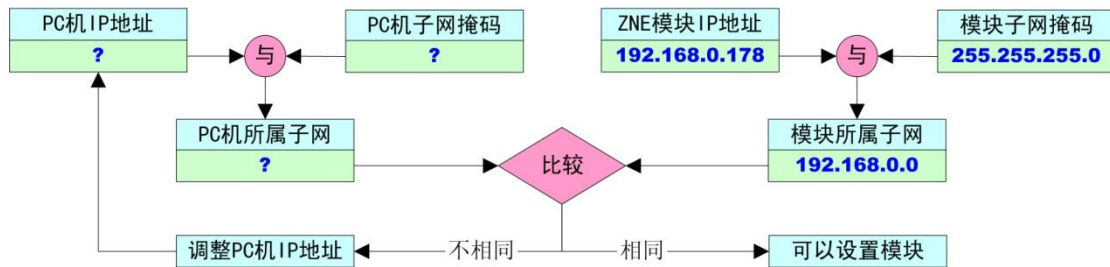 PC机IP地址
?
与
PC机子网掩码
?
ZNE模块IP地址
192.168.0.178
与
模块子网掩码
255.255.255.0
PC机所属子网
?
比较
模块所属子网
192.168.0.0
调整PC机IP地址
不相同
相同
可以设置模块